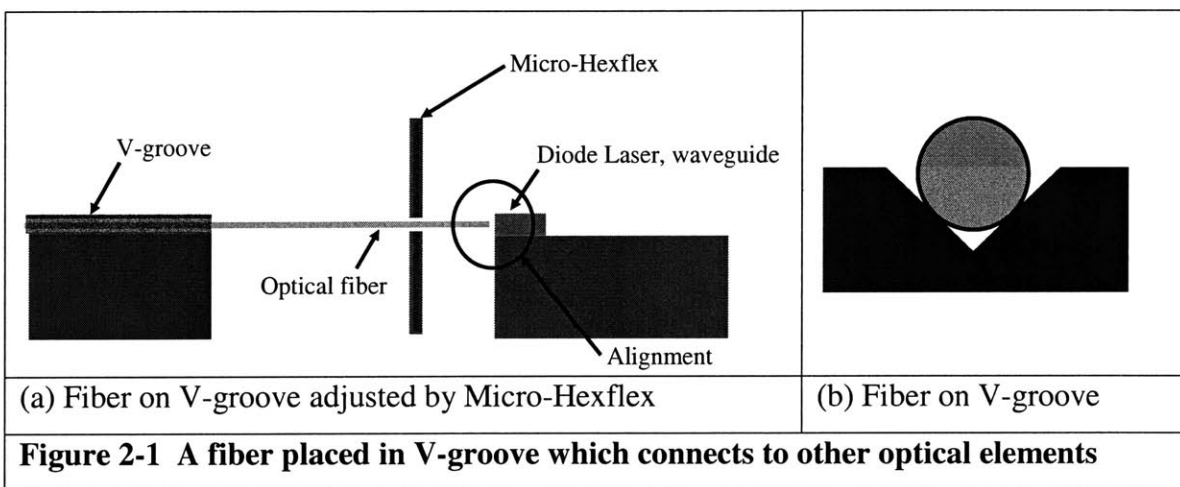 Micro-Hexflex
V-groove
Diode Laser, waveguide
Optical fiber
Alignment
(a) Fiber on V-groove adjusted by Micro-Hexflex
(b) Fiber on V-groove
Figure 2-1 A fiber placed in V-groove which connects to other optical elements